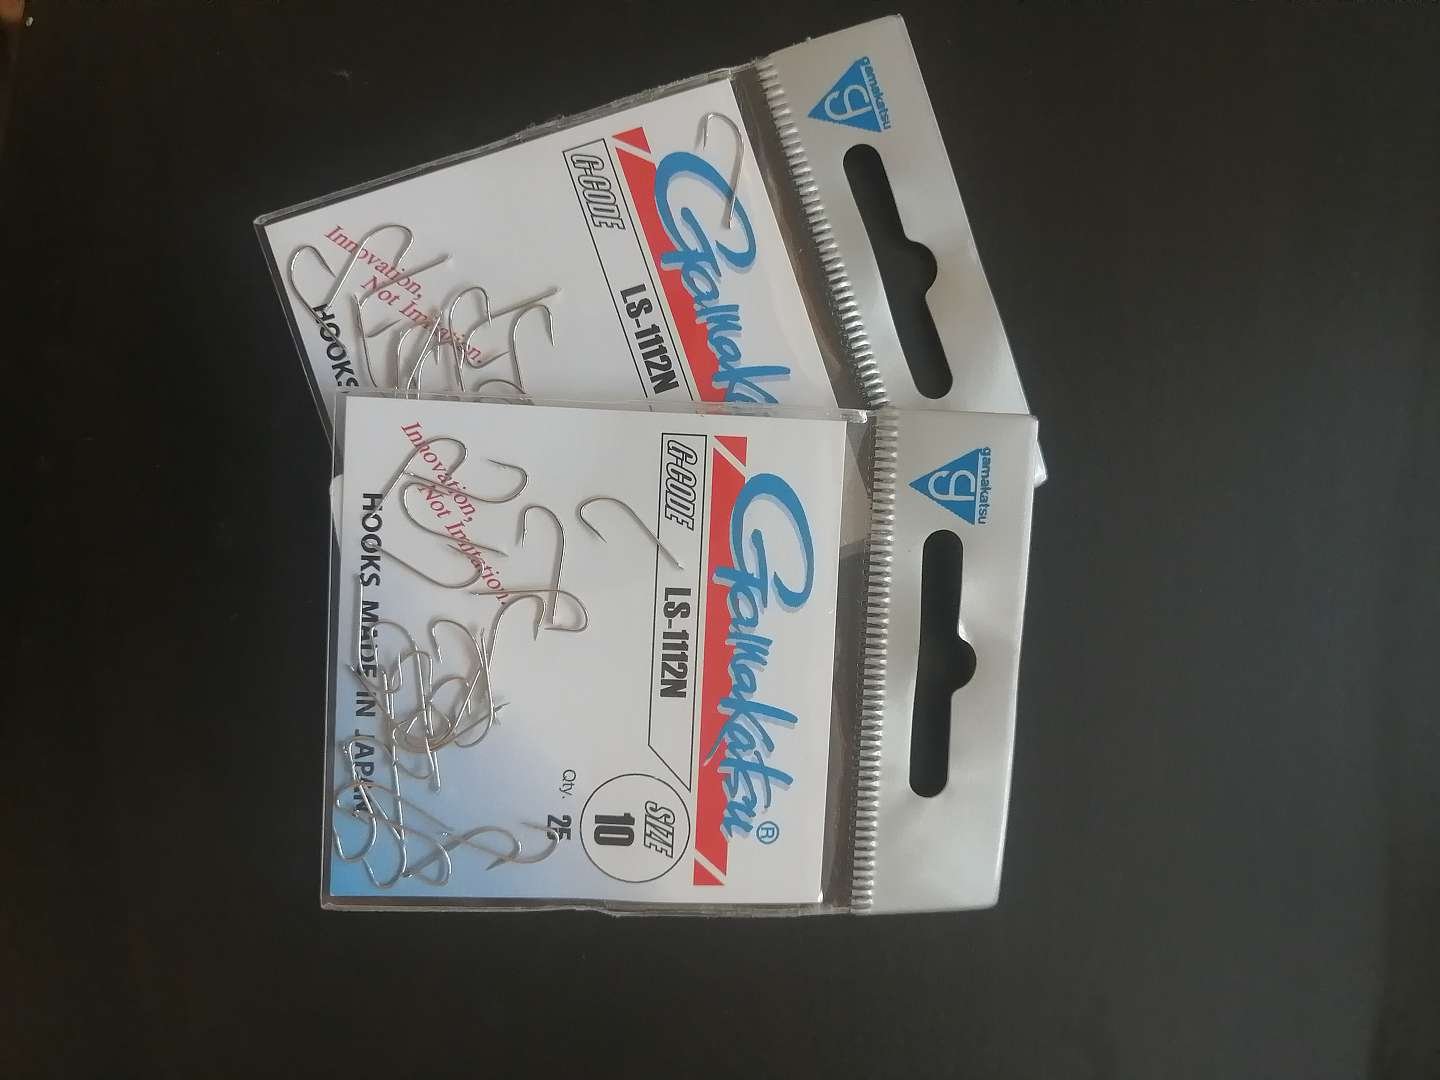 gamakatsu
g
Gamak
G-CODE
LS-1112N
Innovation,
Not Imitation.
HOOKS
gamakatsu
g
Gamakatsu®
G-CODE
LS-1112N
SIZE
10
Qty. 25
Innovation,
Not Imitation.
HOOKS MADE IN JAPAN